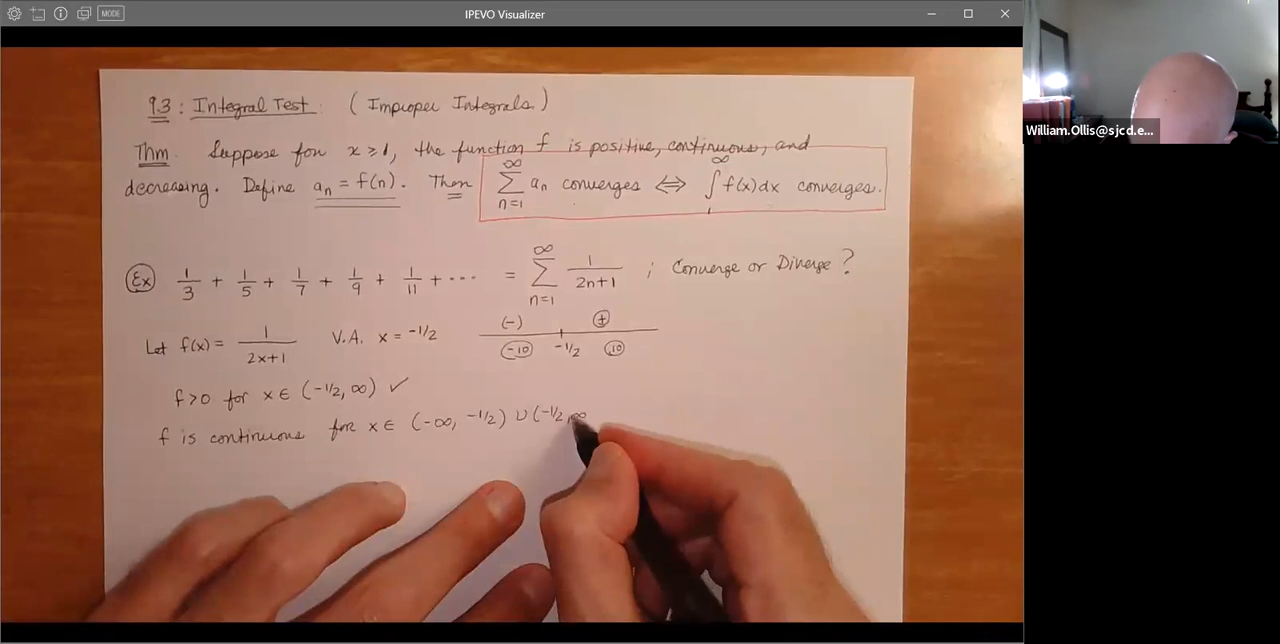 MODE
IPEVO Visualizer
William.Ollis@sjcd.e...
9.3 : Integral Test : (Improper Integrals.)
Thm. Suppose for x ≥ 1, the function f is positive, continuous, and
decreasing. Define aₙ = f(n). Then ∑_{n=1}^{∞} aₙ converges ⟺ ∫_1^∞ f(x)dx converges.
Ex 1/3 + 1/5 + 1/7 + 1/9 + 1/11 + ··· = ∑_{n=1}^{∞} 1/(2n+1) ; Converge or Diverge?
Let f(x) = 1/(2x+1) V.A. x = -1/2 (-) + -10 -1/2 10
f>0 for x ∈ (-1/2, ∞) ✓
f is continuous for x ∈ (-∞, -1/2) ∪ (-1/2, ∞